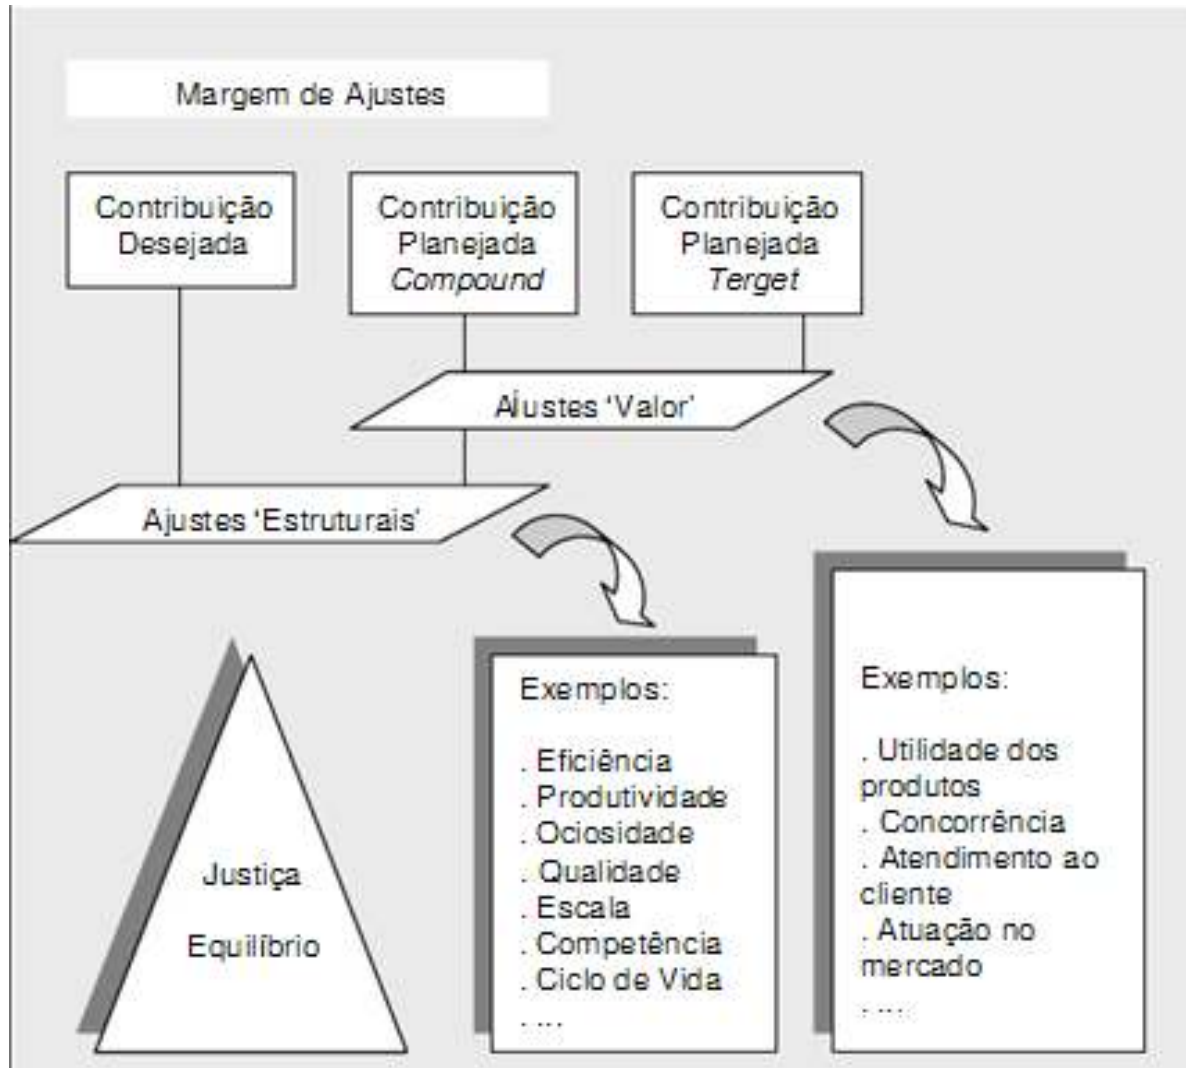 Margem de Ajustes
Contribuição
Desejada
Contribuição
Planejada
Compound
Contribuição
Planejada
Terget
Ajustes ‘Valor’
Ajustes ‘Estruturais’
Justiça
Equilíbrio
Exemplos:
. Eficiência
. Produtividade
. Ociosidade
. Qualidade
. Escala
. Competência
. Ciclo de Vida
. ...
Exemplos:
. Utilidade dos
produtos
. Concorrência
. Atendimento ao
cliente
. Atuação no
mercado
. ...